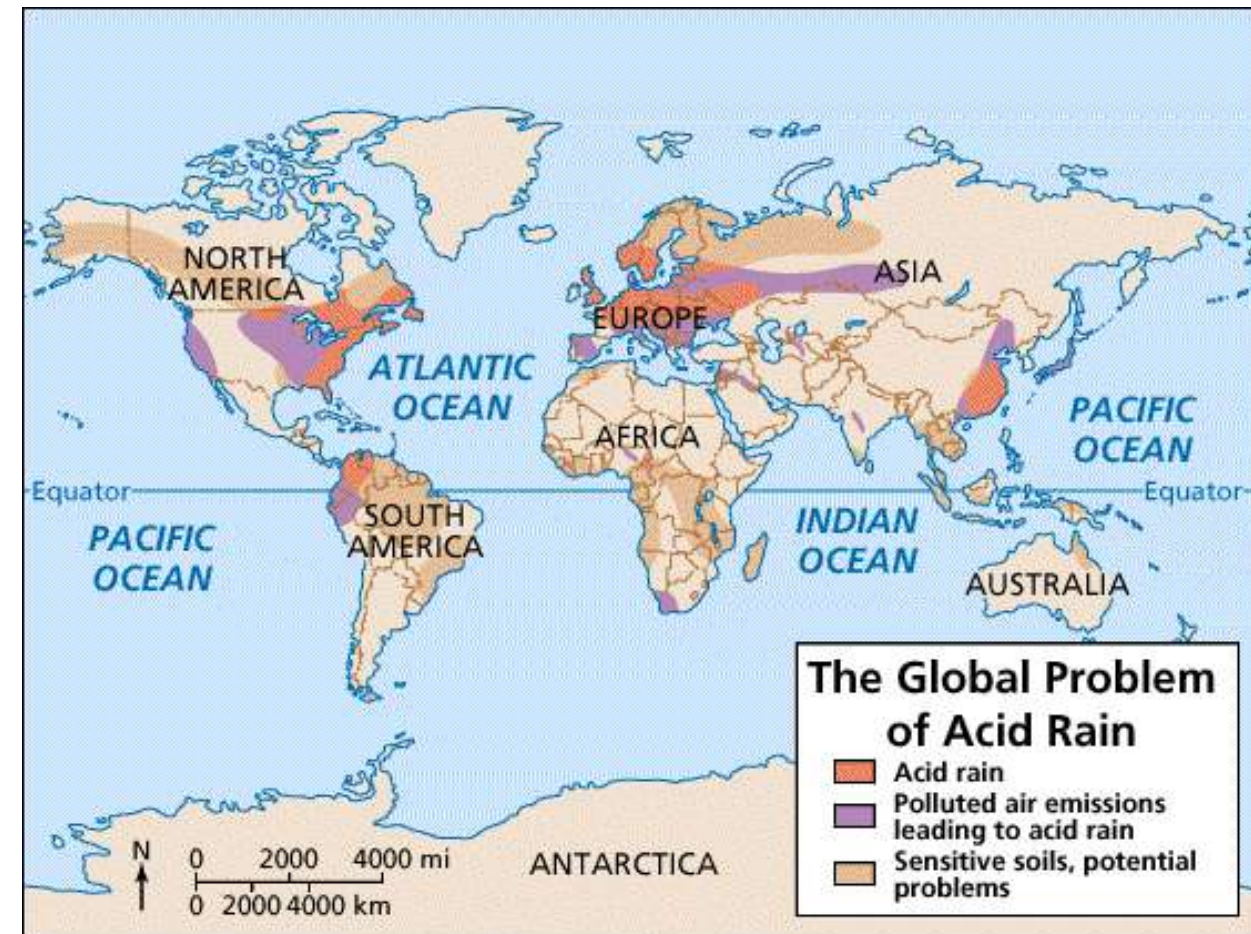 NORTH
AMERICA
ASIA
EUROPE
ATLANTIC
OCEAN
AFRICA
PACIFIC
OCEAN
Equator
Equator
SOUTH
AMERICA
PACIFIC
OCEAN
INDIAN
OCEAN
AUSTRALIA
The Global Problem
of Acid Rain
Acid rain
Polluted air emissions
leading to acid rain
Sensitive soils, potential
problems
N
0 2000 4000 mi
0 2000 4000 km
ANTARCTICA